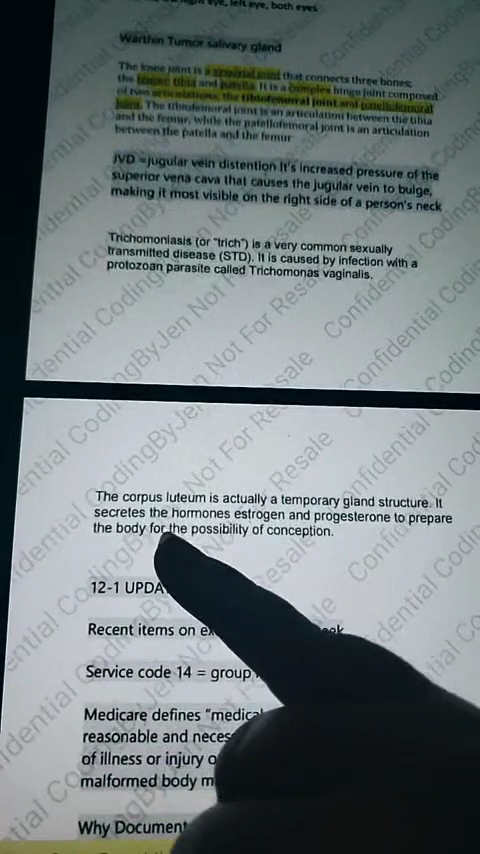 right eye, left eye, both eyes
Warthin Tumor salivary gland
The knee joint is a synovial joint that connects three bones;
the femur, tibia and patella. It is a complex hinge joint composed
of two articulations; the tibiofemoral joint and patellofemoral
joint. The tibiofemoral joint is an articulation between the tibia
and the femur, while the patellofemoral joint is an articulation
between the patella and the femur
JVD =jugular vein distention It's increased pressure of the
superior vena cava that causes the jugular vein to bulge,
making it most visible on the right side of a person's neck
Trichomoniasis (or "trich") is a very common sexually
transmitted disease (STD). It is caused by infection with a
protozoan parasite called Trichomonas vaginalis.
The corpus luteum is actually a temporary gland structure. It
secretes the hormones estrogen and progesterone to prepare
the body for the possibility of conception.
12-1 UPDA
Recent items on ex
Service code 14 = group
Medicare defines "medical
reasonable and neces
of illness or injury o
malformed body m
Why Document
Confidential CodingByJen Not For Resale